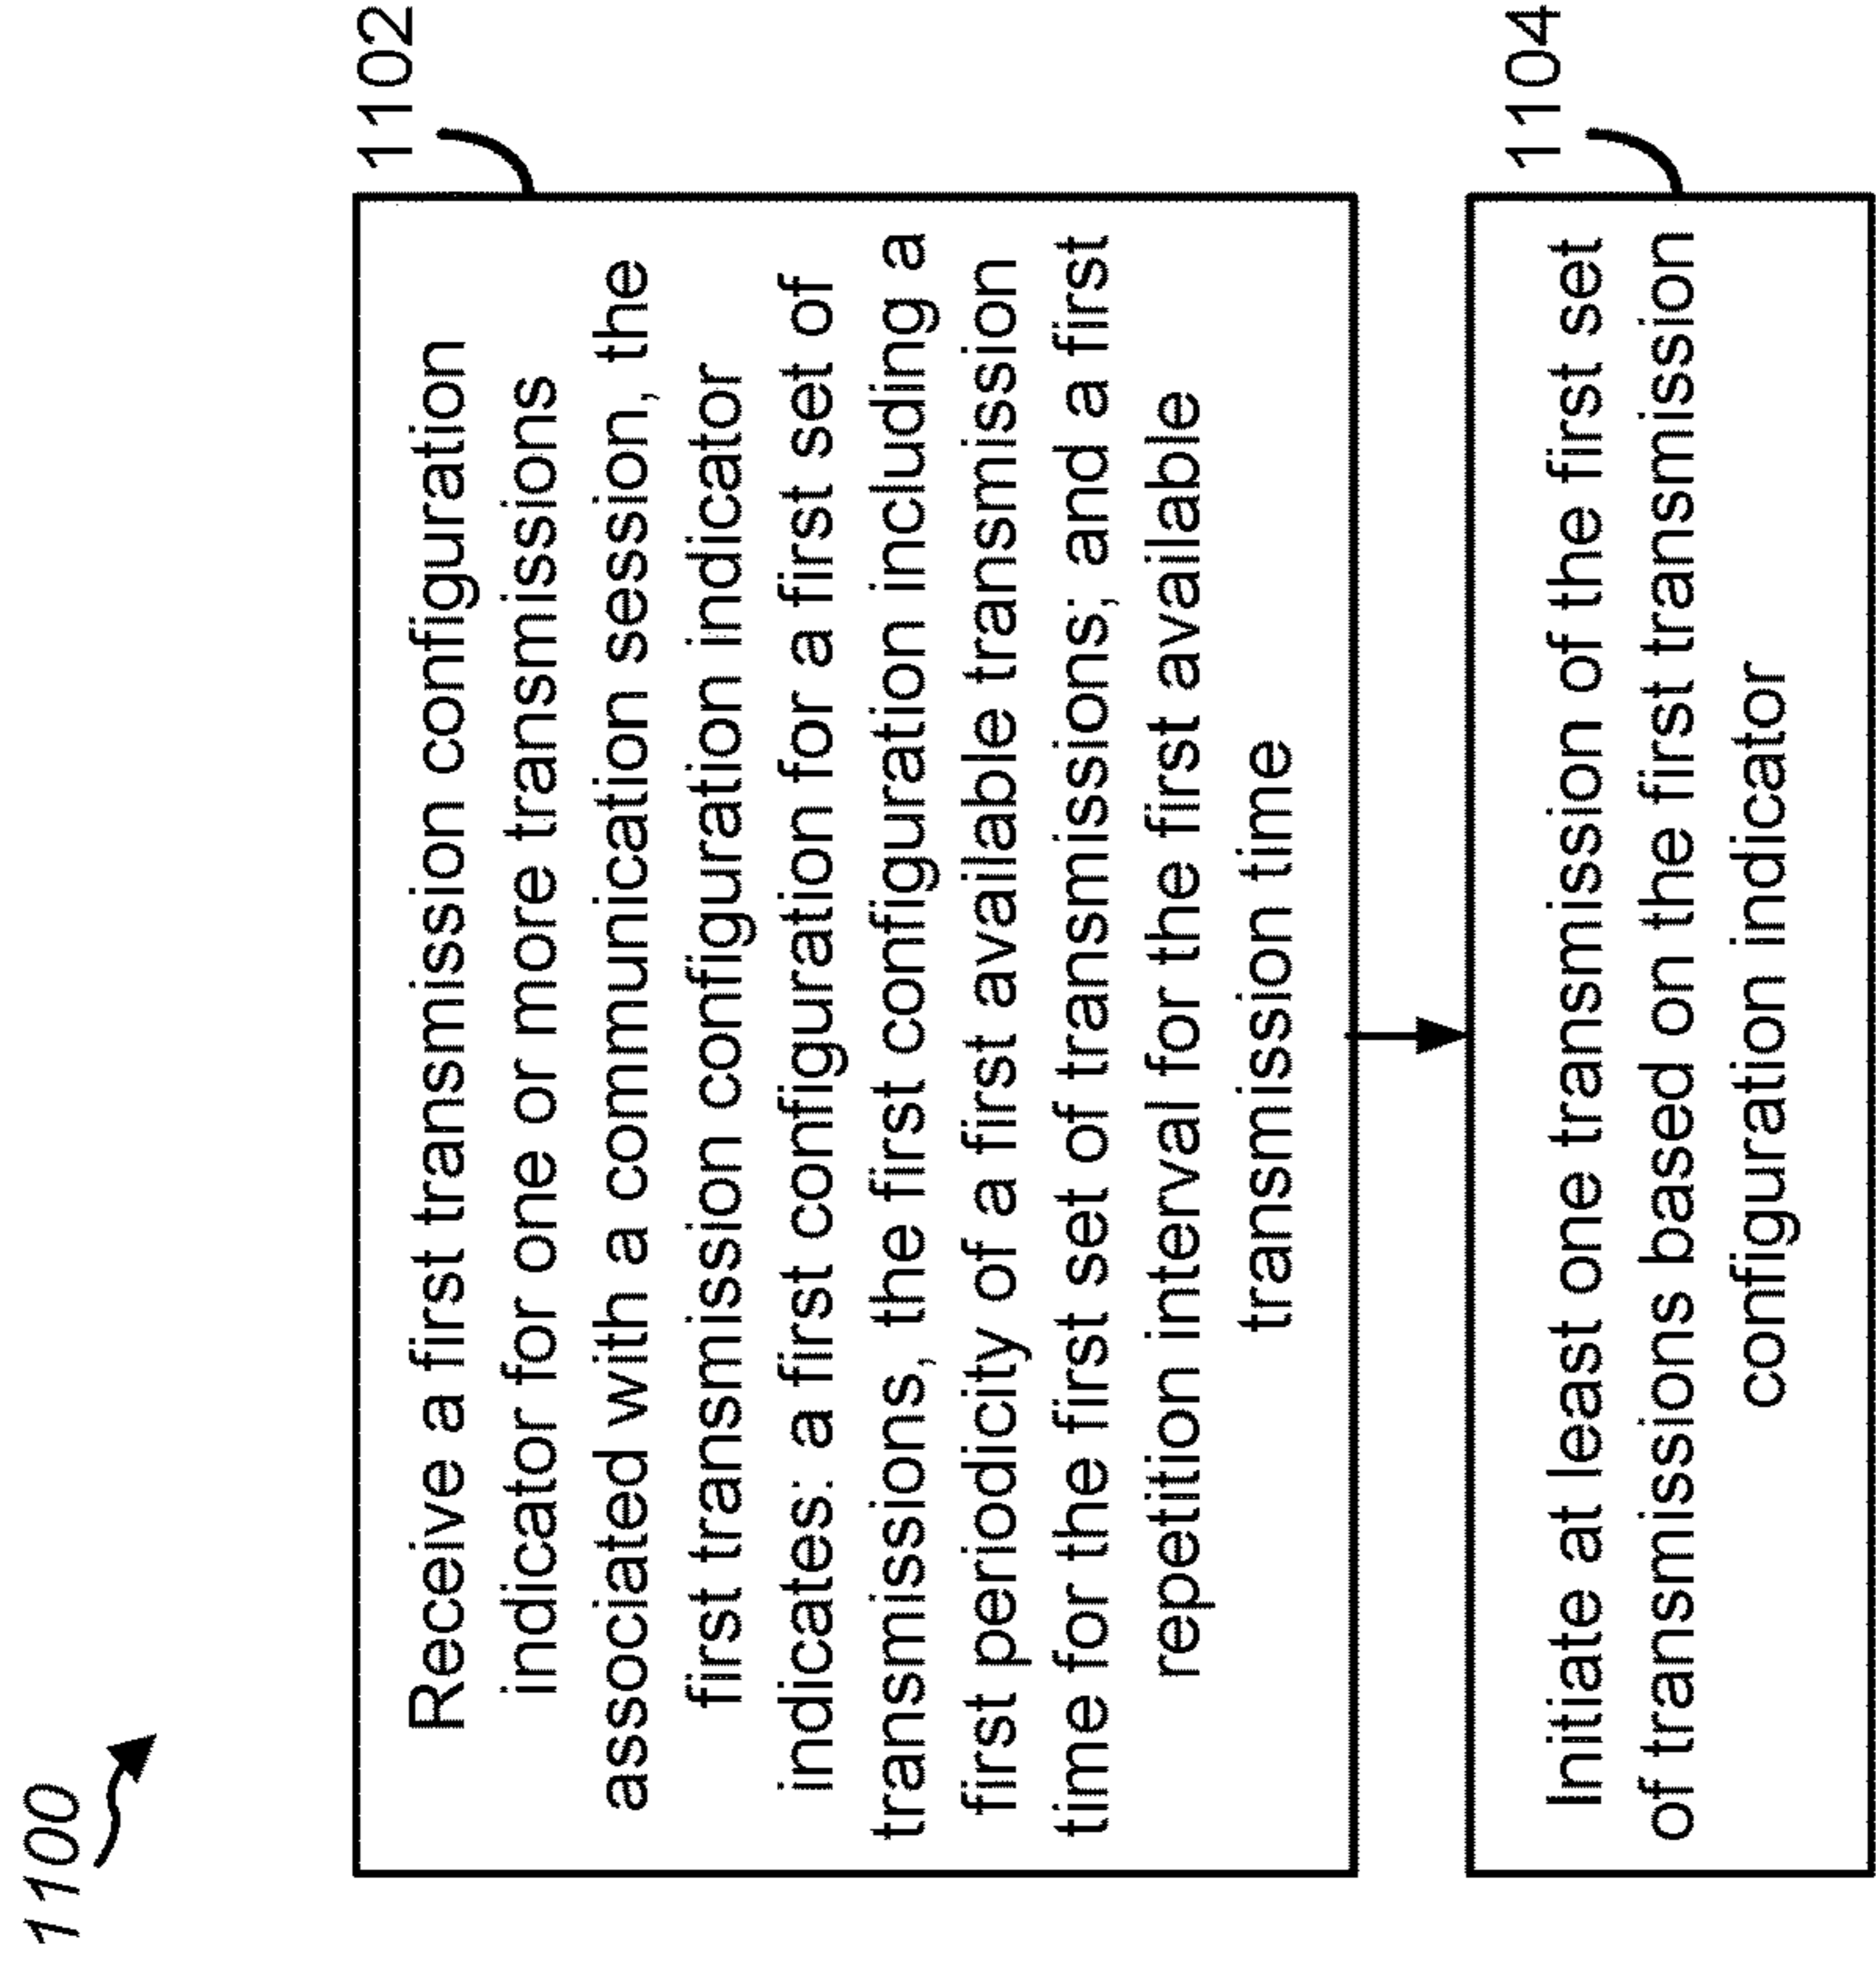 1100
1102
Receive a first transmission configuration
indicator for one or more transmissions
associated with a communication session, the
first transmission configuration indicator
indicates: a first configuration for a first set of
transmissions, the first configuration including a
first periodicity of a first available transmission
time for the first set of transmissions; and a first
repetition interval for the first available
transmission time
1104
Initiate at least one transmission of the first set
of transmissions based on the first transmission
configuration indicator